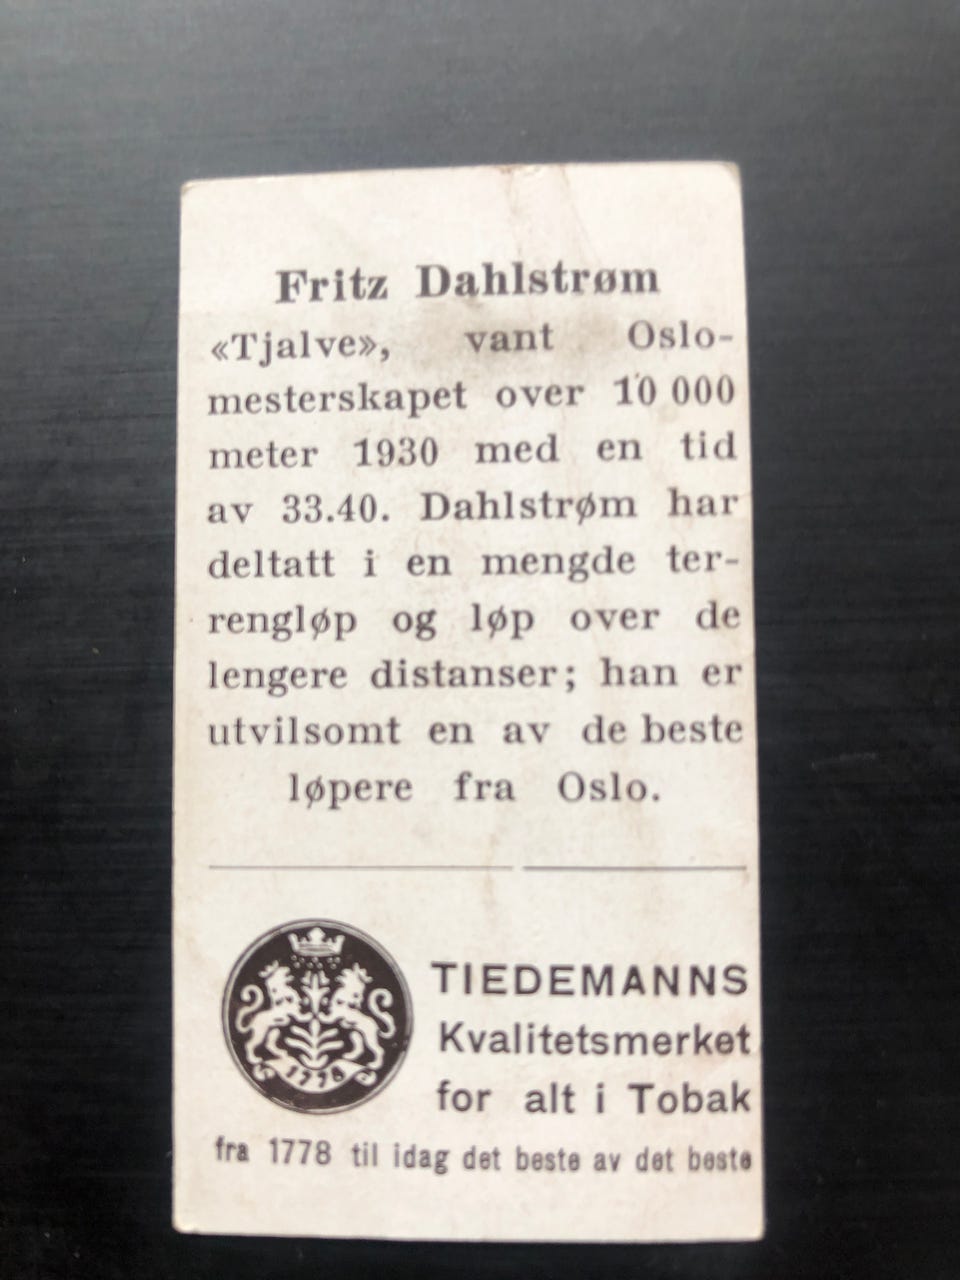 Fritz Dahlstrøm
«Tjalve», vant Oslo-
mesterskapet over 10 000
meter 1930 med en tid
av 33.40. Dahlstrøm har
deltatt i en mengde ter-
rengløp og løp over de
lengere distanser; han er
utvilsomt en av de beste
løpere fra Oslo.
1778
TIEDEMANNS
Kvalitetsmerket
for alt i Tobak
fra 1778 til idag det beste av det beste